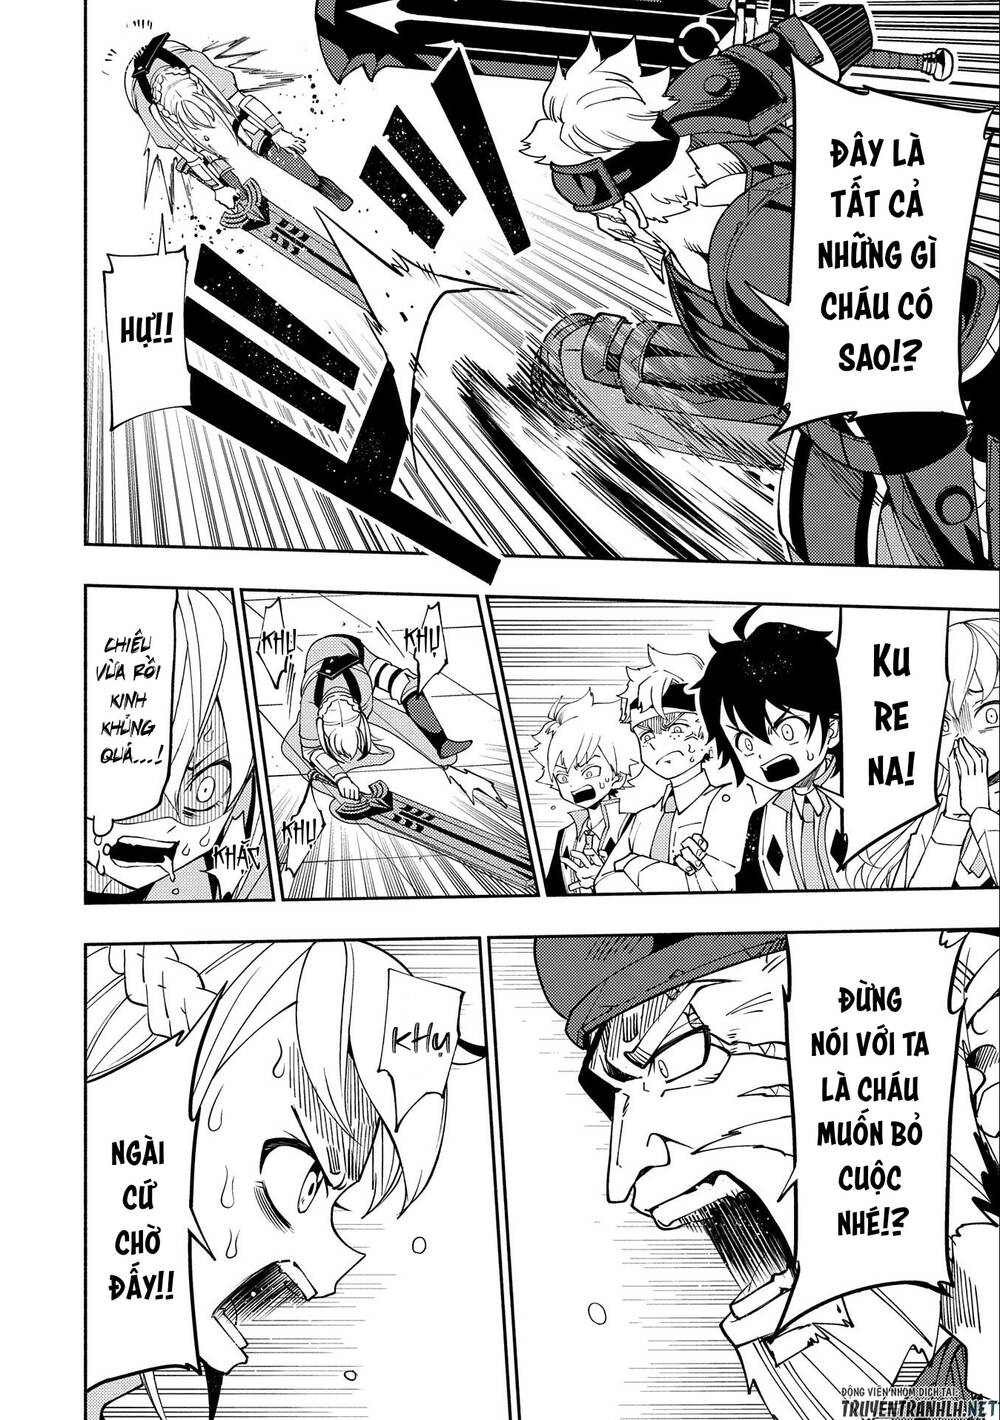 ĐÂY LÀ
TẤT CẢ
NHỮNG GÌ
CHÁU CÓ
SAO!?
HỰ!!
KU
RE
NA!
KHỤ
KHỤ
KHỤ
CHIÊU
VỪA RỒI
KINH
KHỦNG
QUÁ...!
KHẶC
ĐỪNG
NÓI VỚI TA
LÀ CHÁU
MUỐN BỎ
CUỘC
NHÉ!?
KHỤ
NGÀI
CỨ
CHỜ
ĐẤY!!
ĐỘNG VIÊN NHÓM DỊCH TẠI:
TRUYENTRANHLH.NET